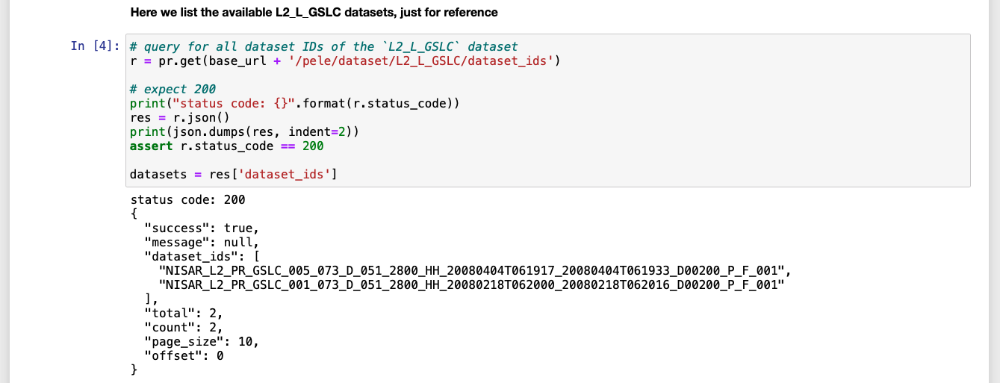 Here we list the available L2_L_GSLC datasets, just for reference
In [4]:
# query for all dataset IDs of the `L2_L_GSLC` dataset
r = pr.get(base_url + '/pele/dataset/L2_L_GSLC/dataset_ids')

# expect 200
print("status code: {}".format(r.status_code))
res = r.json()
print(json.dumps(res, indent=2))
assert r.status_code == 200

datasets = res['dataset_ids']
status code: 200
{
  "success": true,
  "message": null,
  "dataset_ids": [
    "NISAR_L2_PR_GSLC_005_073_D_051_2800_HH_20080404T061917_20080404T061933_D00200_P_F_001",
    "NISAR_L2_PR_GSLC_001_073_D_051_2800_HH_20080218T062000_20080218T062016_D00200_P_F_001"
  ],
  "total": 2,
  "count": 2,
  "page_size": 10,
  "offset": 0
}